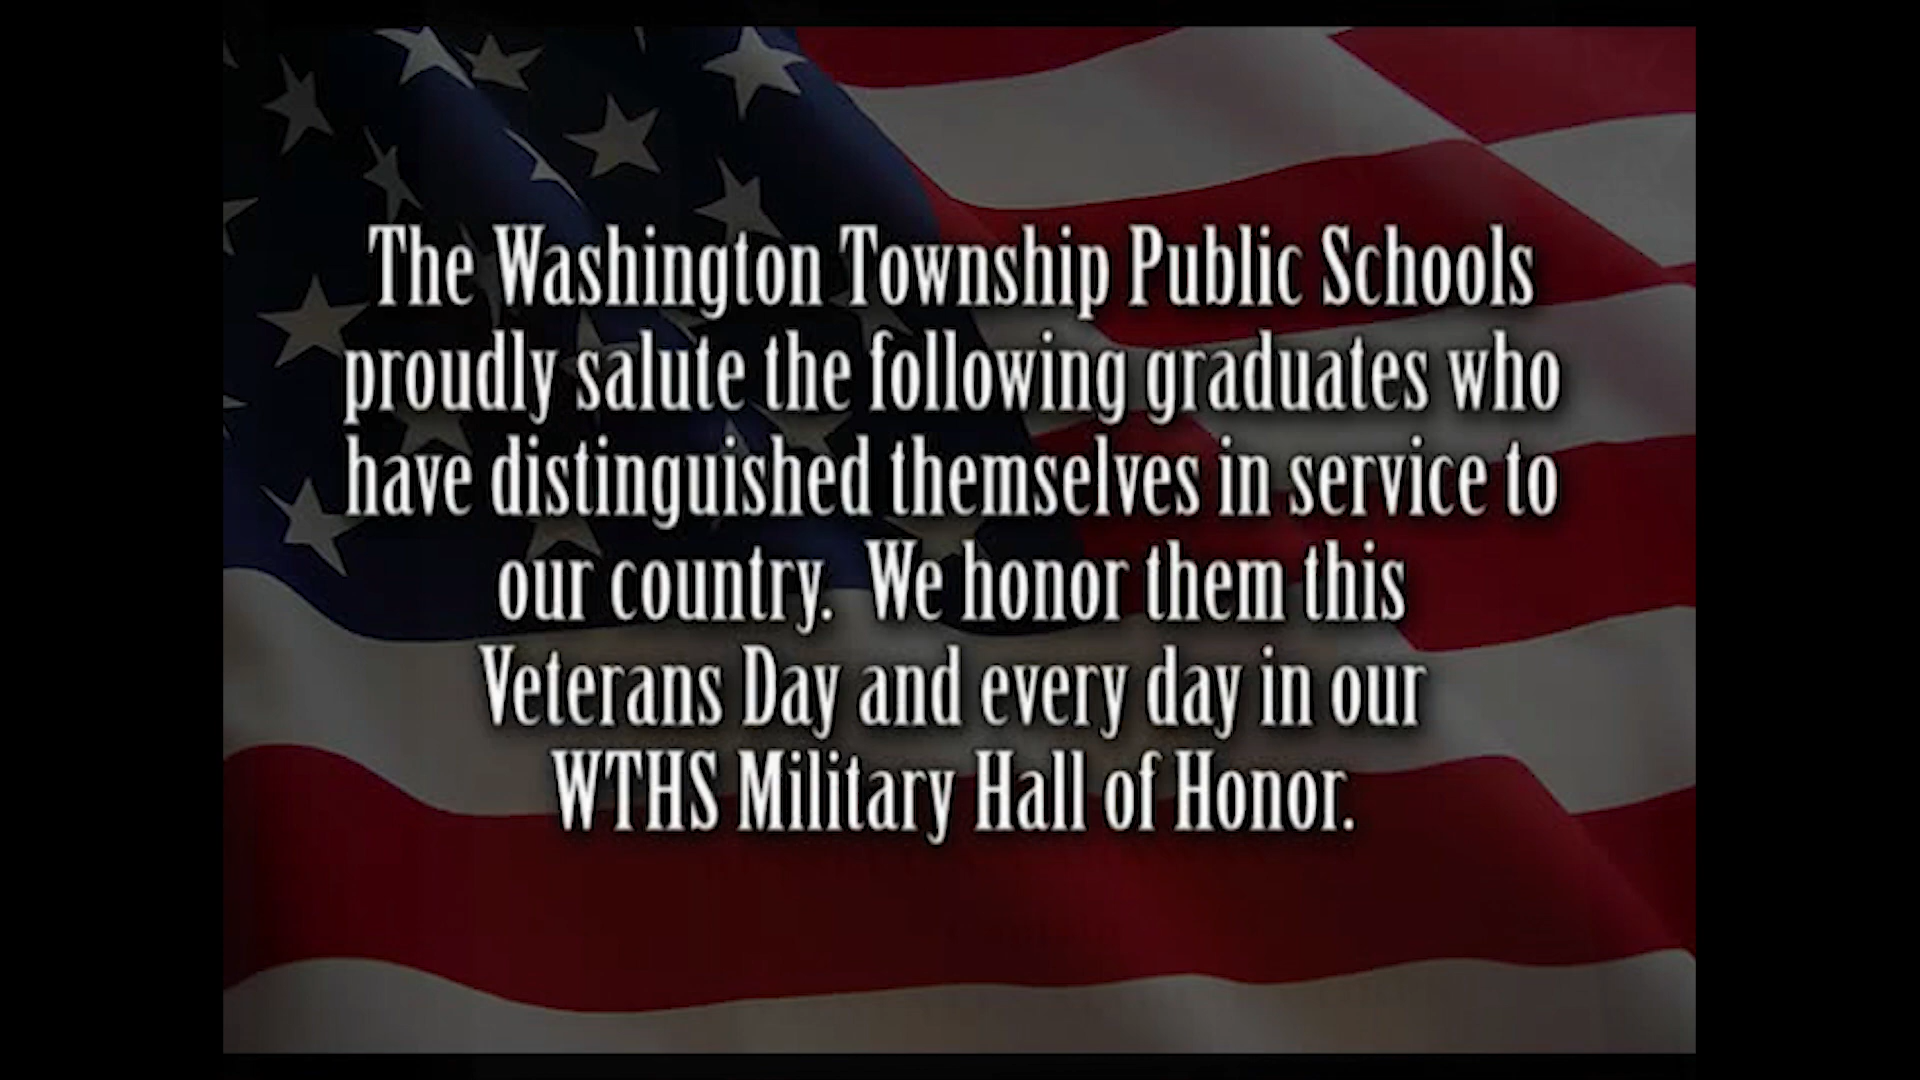 The Washington Township Public Schools
proudly salute the following graduates who
have distinguished themselves in service to
our country.  We honor them this
Veterans Day and every day in our
WTHS Military Hall of Honor.